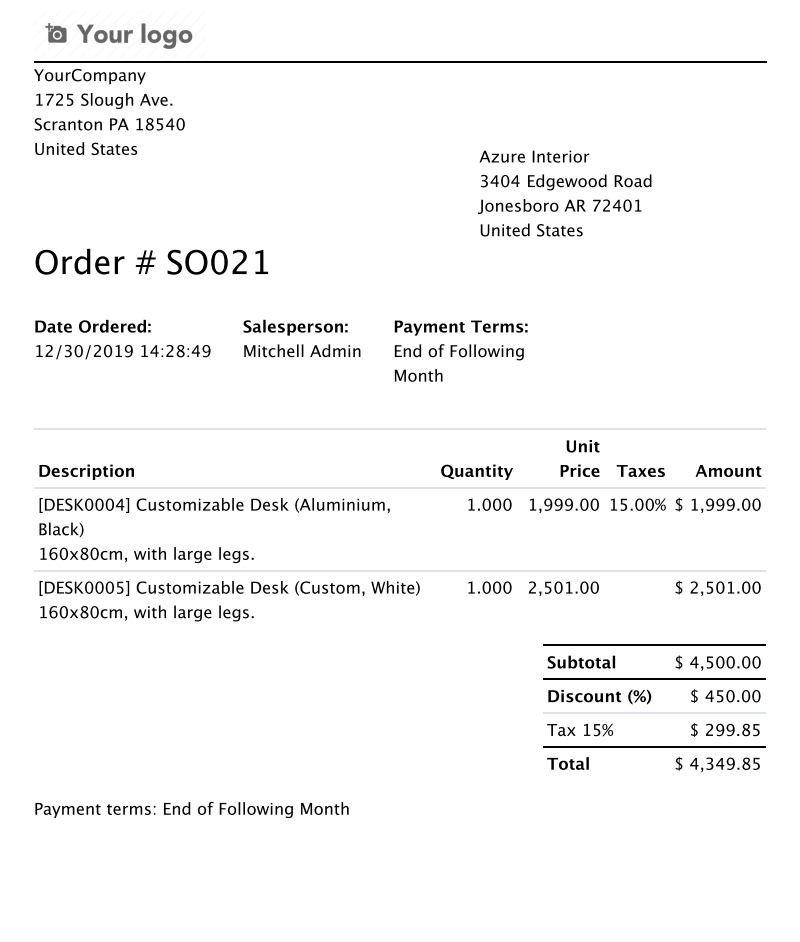 Your logo
YourCompany
1725 Slough Ave.
Scranton PA 18540
United States
Azure Interior
3404 Edgewood Road
Jonesboro AR 72401
United States
Order # SO021
Date Ordered: Salesperson: Payment Terms:
12/30/2019 14:28:49 Mitchell Admin End of Following
Month
Unit
Description Quantity Price Taxes Amount
[DESK0004] Customizable Desk (Aluminium, 1.000 1,999.00 15.00% $ 1,999.00
Black)
160x80cm, with large legs.
[DESK0005] Customizable Desk (Custom, White) 1.000 2,501.00 $ 2,501.00
160x80cm, with large legs.
Subtotal $ 4,500.00
Discount (%) $ 450.00
Tax 15% $ 299.85
Total $ 4,349.85
Payment terms: End of Following Month